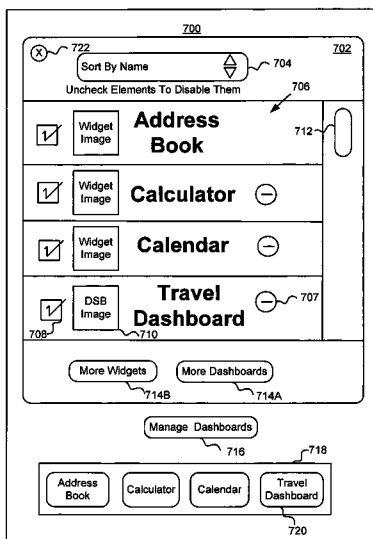 700
722
702
X
Sort By Name
704
Uncheck Elements To Disable Them
706
712
Widget Image
Address Book
Widget Image
Calculator
Widget Image
Calendar
DSB Image
Travel Dashboard
707
708
710
More Widgets
More Dashboards
714B
714A
Manage Dashboards
716
718
Address Book
Calculator
Calendar
Travel Dashboard
720